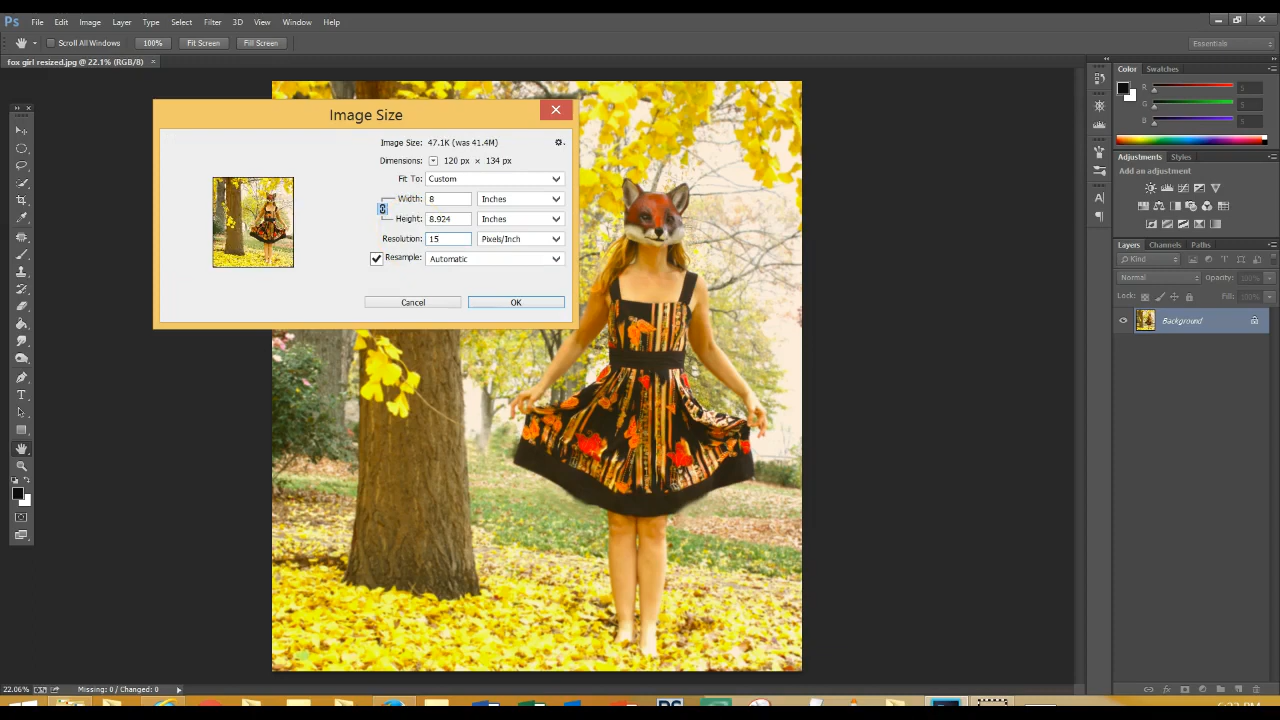 Ps File Edit Image Layer Type Select Filter 3D View Window Help
Scroll All Windows 100% Fit Screen Fill Screen Essentials
fox girl resized.jpg @ 22.1% (RGB/8) ×
Image Size
Image Size: 47.1K (was 41.4M)
Dimensions: 120 px × 134 px
Fit To: Custom
Width: 8 Inches
Height: 8.924 Inches
Resolution: 15 Pixels/Inch
Resample: Automatic
Cancel OK
Color Swatches
R
G
B
Adjustments Styles
Add an adjustment
Layers Channels Paths
Kind
Normal Opacity: 100%
Lock: Fill: 100%
Background
22.06% Missing: 0 / Changed: 0